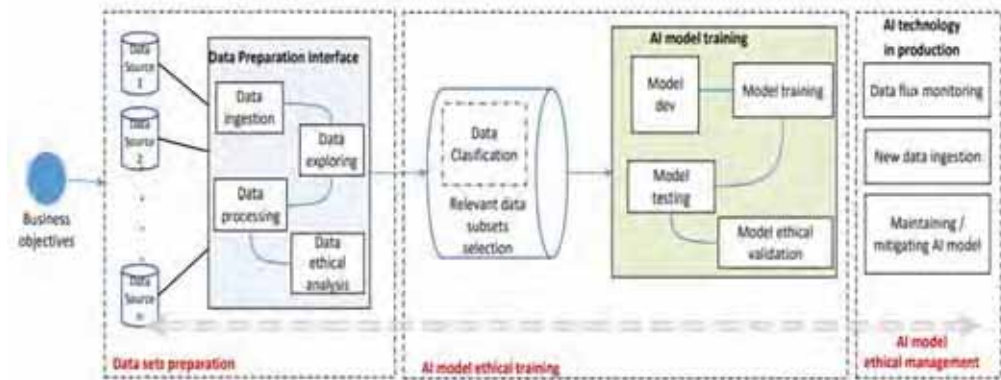 Business
objectives
Data
Source
1
Data
Source
2
Data
Source
n
Data Preparation Interface
Data
ingestion
Data
exploring
Data
processing
Data
ethical
analysis
Data sets preparation
Data
Clasification
Relevant data
subsets
selection
AI model training
Model
dev
Model training
Model
testing
Model ethical
validation
AI model ethical training
AI technology
in production
Data flux monitoring
New data ingestion
Maintaining /
mitigating AI model
AI model
ethical management